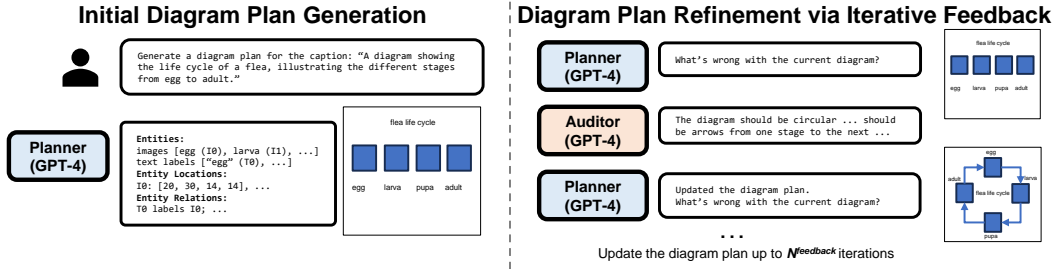 Initial Diagram Plan Generation
Generate a diagram plan for the caption: “A diagram showing
the life cycle of a flea, illustrating the different stages
from egg to adult.”
Planner
(GPT-4)
Entities:
images [egg (I0), larva (I1), ...]
text labels [“egg” (T0), ...]
Entity Locations:
I0: [20, 30, 14, 14], ...
Entity Relations:
T0 labels I0; ...
flea life cycle
egg larva pupa adult
Diagram Plan Refinement via Iterative Feedback
Planner
(GPT-4)
What’s wrong with the current diagram?
flea life cycle
egg larva pupa adult
Auditor
(GPT-4)
The diagram should be circular ... should
be arrows from one stage to the next ...
Planner
(GPT-4)
Updated the diagram plan.
What’s wrong with the current diagram?
egg
adult larva
flea life cycle
pupa
...
Update the diagram plan up to Nfeedback iterations